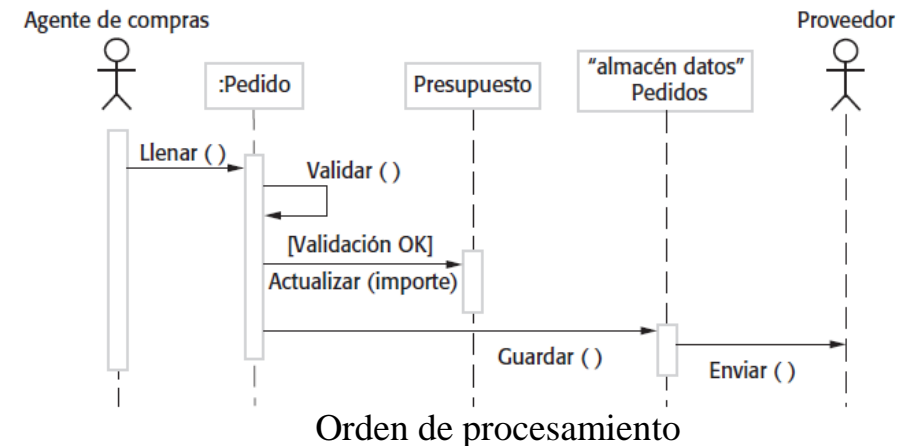 Agente de compras
Proveedor
:Pedido
Presupuesto
“almacén datos”
Pedidos
Llenar ( )
Validar ( )
[Validación OK]
Actualizar (importe)
Guardar ( )
Enviar ( )
Orden de procesamiento